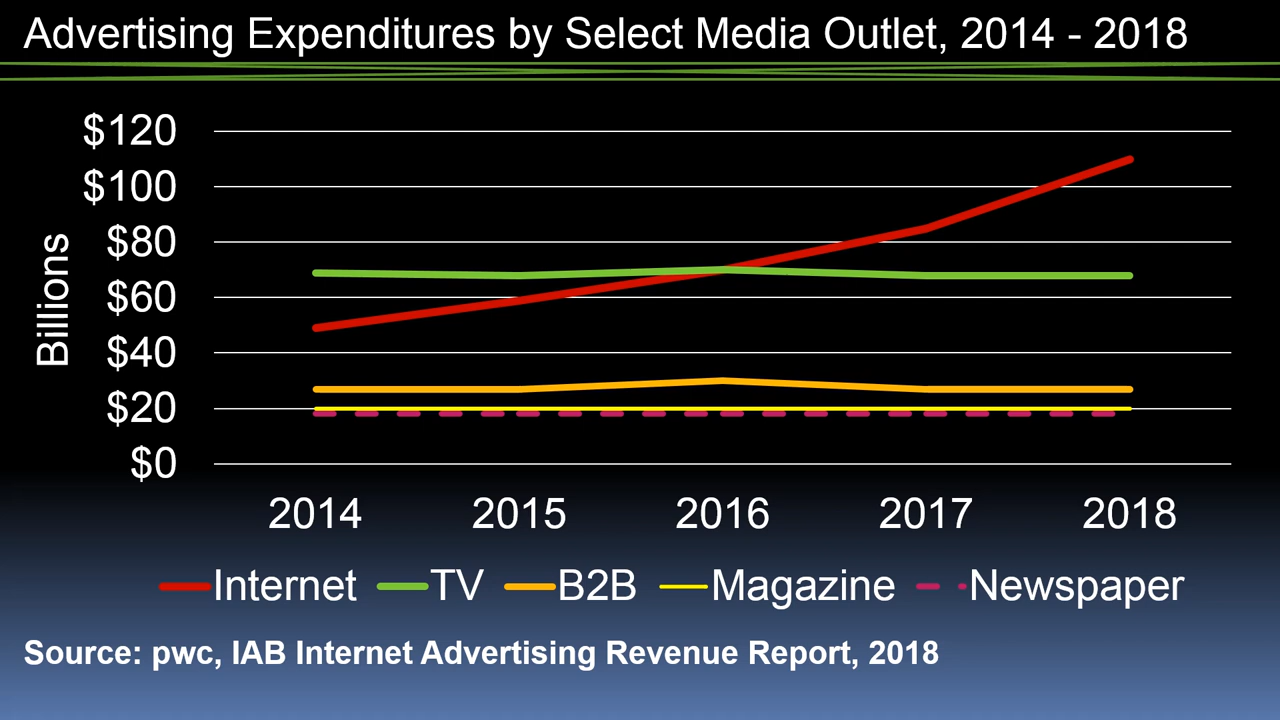 Advertising Expenditures by Select Media Outlet, 2014 - 2018
$120
$100
$80
$60
$40
$20
$0
Billions
2014 2015 2016 2017 2018
Internet TV B2B Magazine Newspaper
Source: pwc, IAB Internet Advertising Revenue Report, 2018